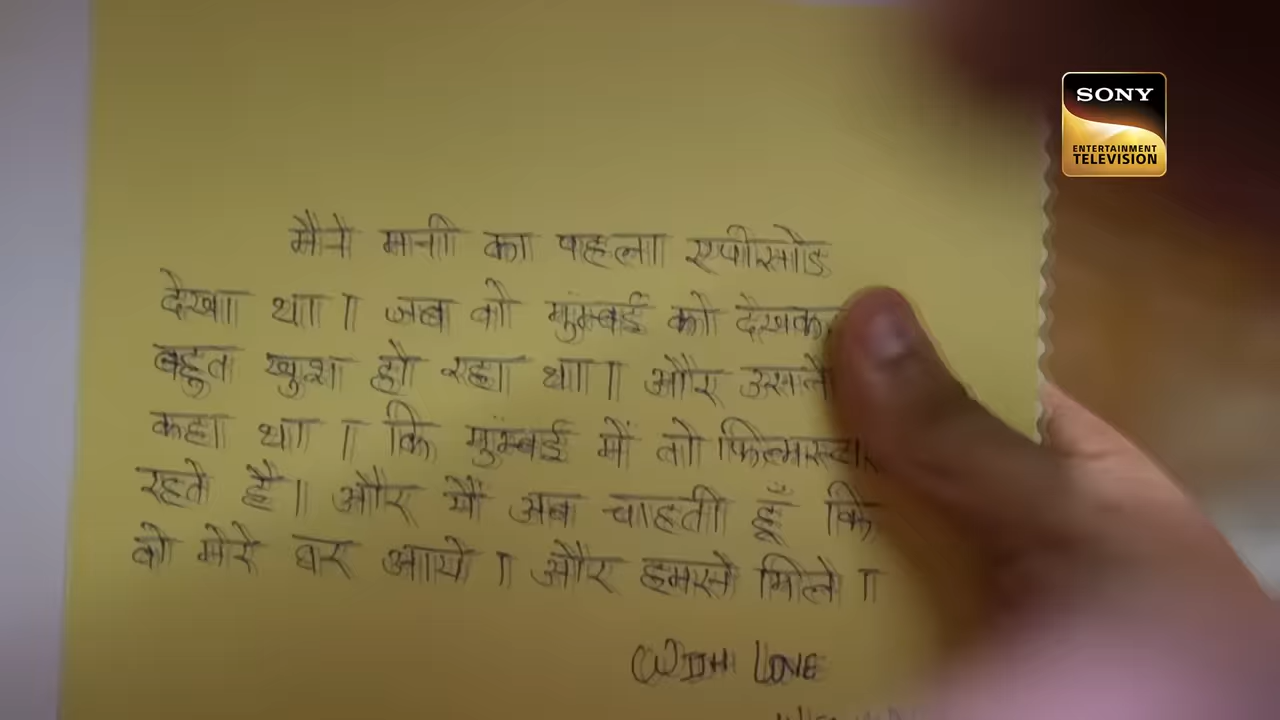 SONY
ENTERTAINMENT
TELEVISION
मैने मानी का पहला एपीसोड
देखा था ॥ जब वो मुंम्बई को देखकर
बहुत खुश हो रहा था ॥ और उसने
कहा था । कि मुंम्बई में तो फिल्मस्टार
रहते है ॥ और मैं अब चाहती हूँ कि
वो मेरे घर आये । और हमसे मिले ॥
WITH LOVE